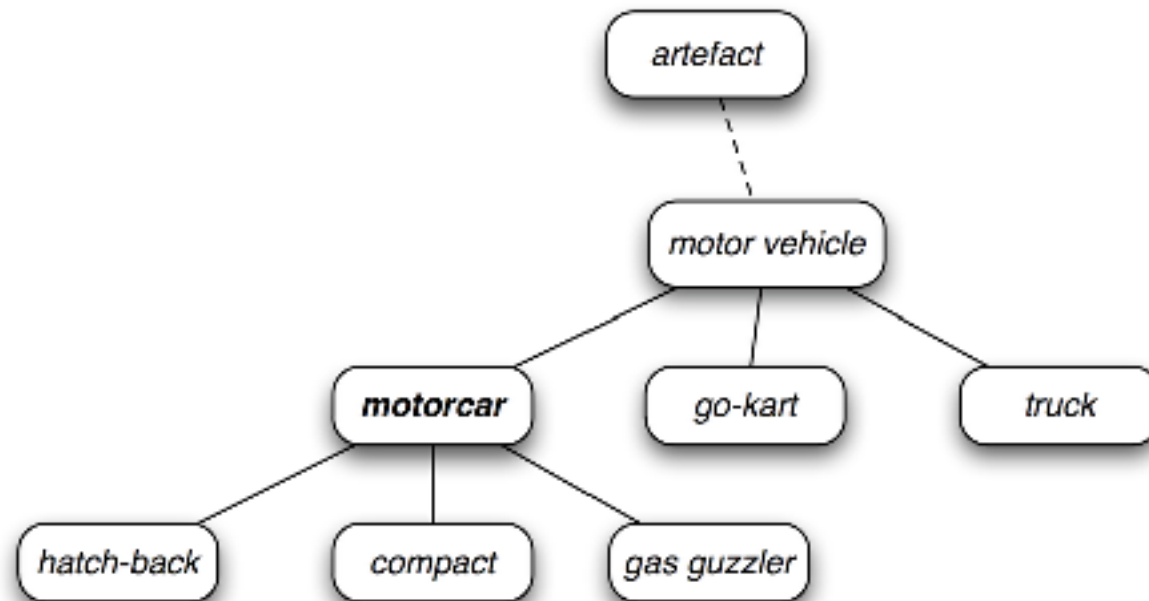 artefact
motor vehicle
motorcar
go-kart
truck
hatch-back
compact
gas guzzler